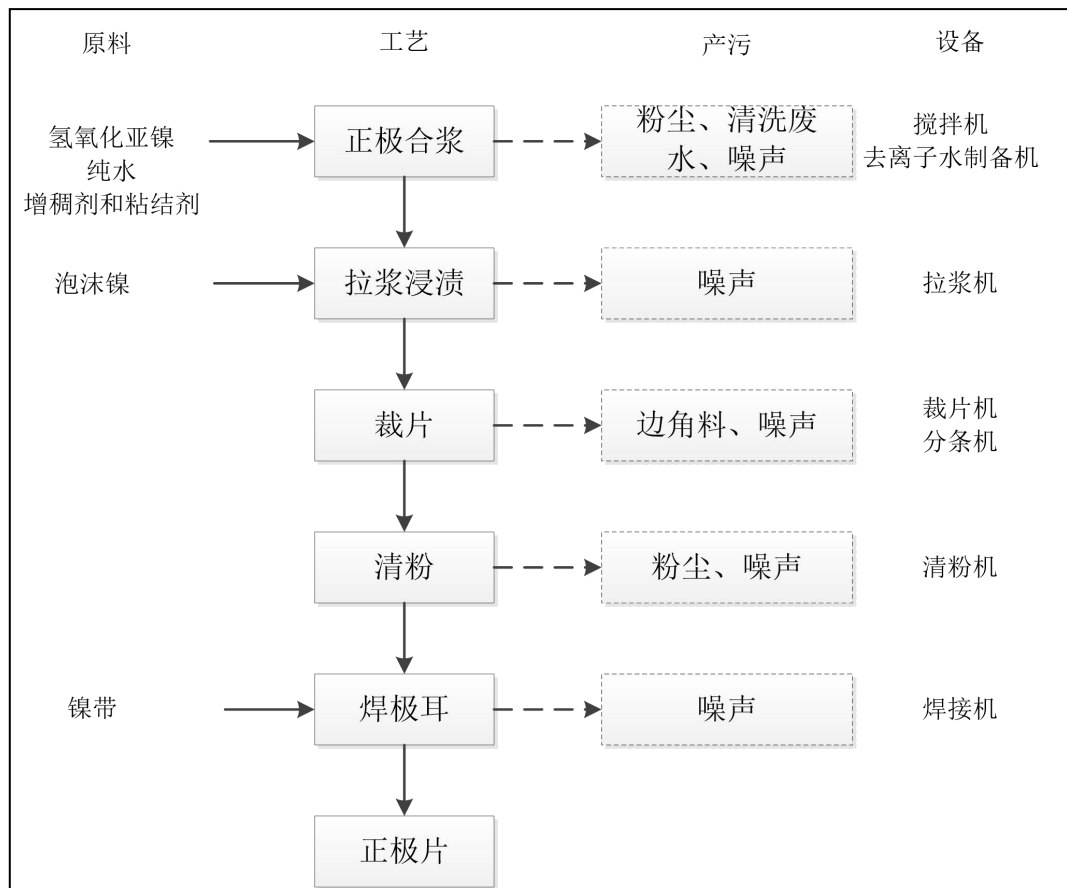 原料 工艺 产污 设备
氢氧化亚镍
纯水
增稠剂和粘结剂
正极合浆
粉尘、清洗废
水、噪声
搅拌机
去离子水制备机
泡沫镍
拉浆浸渍
噪声
拉浆机
裁片
边角料、噪声
裁片机
分条机
清粉
粉尘、噪声
清粉机
镍带
焊极耳
噪声
焊接机
正极片